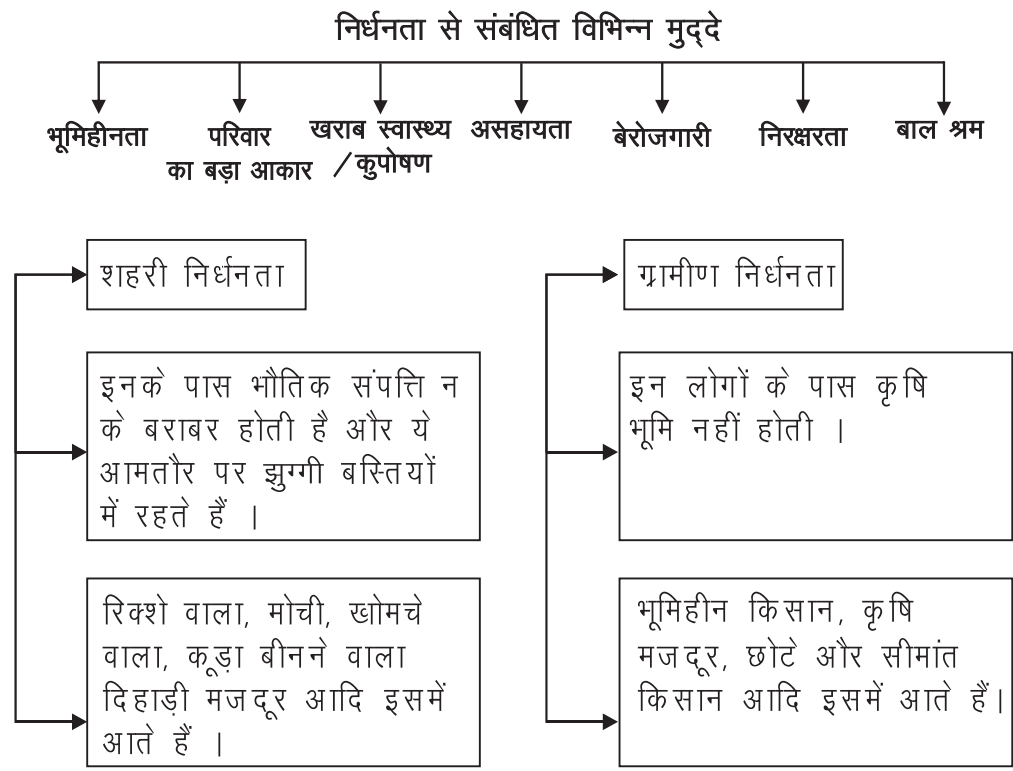 निर्धनता से संबंधित विभिन्न मुद्दे
भूमिहीनता
परिवार
का बड़ा आकार
खराब स्वास्थ्य
/कुपोषण
असहायता
बेरोजगारी
निरक्षरता
बाल श्रम
शहरी निर्धनता
इनके पास भौतिक संपत्ति न
के बराबर होती है और ये
आमतौर पर झुग्गी बस्तियों
में रहते हैं ।
रिक्शे वाला, मोची, खोमचे
वाला, कूड़ा बीनने वाला
दिहाड़ी मजदूर आदि इसमें
आते हैं ।
ग्रामीण निर्धनता
इन लोगों के पास कृषि
भूमि नहीं होती ।
भूमिहीन किसान, कृषि
मजदूर, छोटे और सीमांत
किसान आदि इसमें आते हैं।